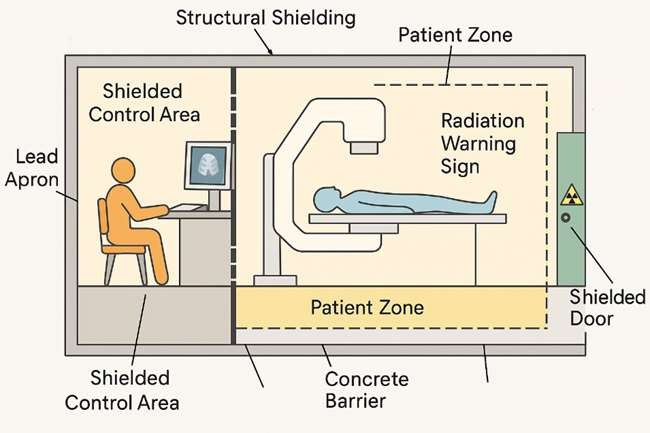 Structural Shielding
Patient Zone
Shielded
Control Area
Radiation
Warning
Sign
Lead
Apron
Patient Zone
Shielded
Door
Shielded
Control Area
Concrete
Barrier